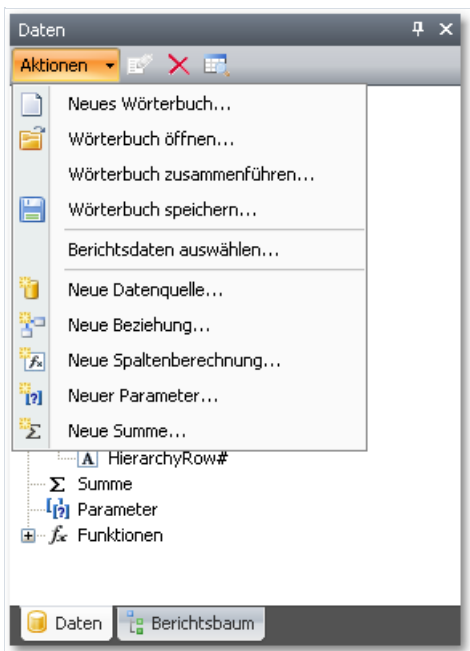 Daten
Aktionen
Neues Wörterbuch...
Wörterbuch öffnen...
Wörterbuch zusammenführen...
Wörterbuch speichern...
Berichtsdaten auswählen...
Neue Datenquelle...
Neue Beziehung...
Neue Spaltenberechnung...
Neuer Parameter...
Neue Summe...
HierarchyRow#
Summe
Parameter
Funktionen
Daten Berichtsbaum